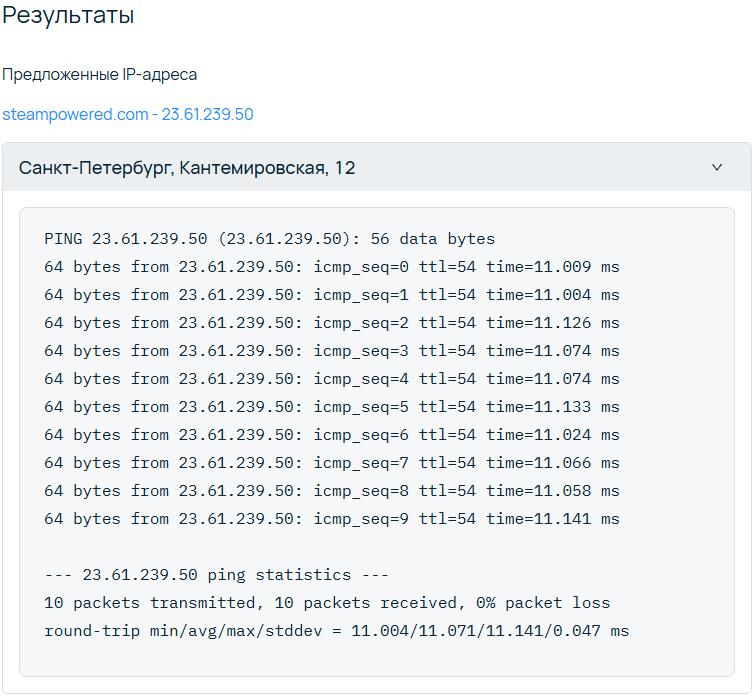 Результаты
Предложенные IP-адреса
steampowered.com - 23.61.239.50
Санкт-Петербург, Кантемировская, 12
PING 23.61.239.50 (23.61.239.50): 56 data bytes
64 bytes from 23.61.239.50: icmp_seq=0 ttl=54 time=11.009 ms
64 bytes from 23.61.239.50: icmp_seq=1 ttl=54 time=11.004 ms
64 bytes from 23.61.239.50: icmp_seq=2 ttl=54 time=11.126 ms
64 bytes from 23.61.239.50: icmp_seq=3 ttl=54 time=11.074 ms
64 bytes from 23.61.239.50: icmp_seq=4 ttl=54 time=11.074 ms
64 bytes from 23.61.239.50: icmp_seq=5 ttl=54 time=11.133 ms
64 bytes from 23.61.239.50: icmp_seq=6 ttl=54 time=11.024 ms
64 bytes from 23.61.239.50: icmp_seq=7 ttl=54 time=11.066 ms
64 bytes from 23.61.239.50: icmp_seq=8 ttl=54 time=11.058 ms
64 bytes from 23.61.239.50: icmp_seq=9 ttl=54 time=11.141 ms
--- 23.61.239.50 ping statistics ---
10 packets transmitted, 10 packets received, 0% packet loss
round-trip min/avg/max/stddev = 11.004/11.071/11.141/0.047 ms